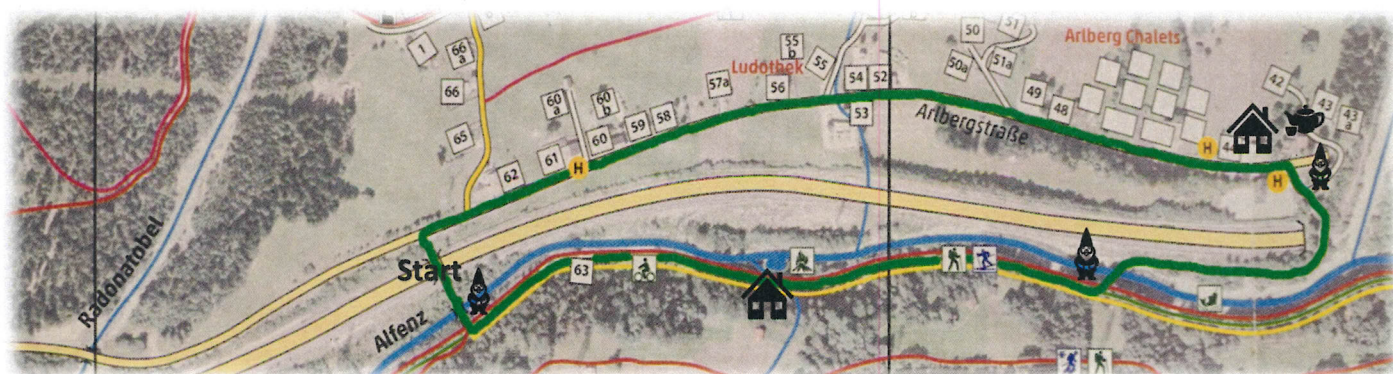 1
66
a
66
65
62
61
60
a
60
b
60
59
58
57a
Ludothek
56
55
b
55
54
52
53
50
51
50a
51a
49
48
Arlberg Chalets
42
43
43
a
Arlbergstraße
H
H
H
Start
63
Alfenz
Radonatobel